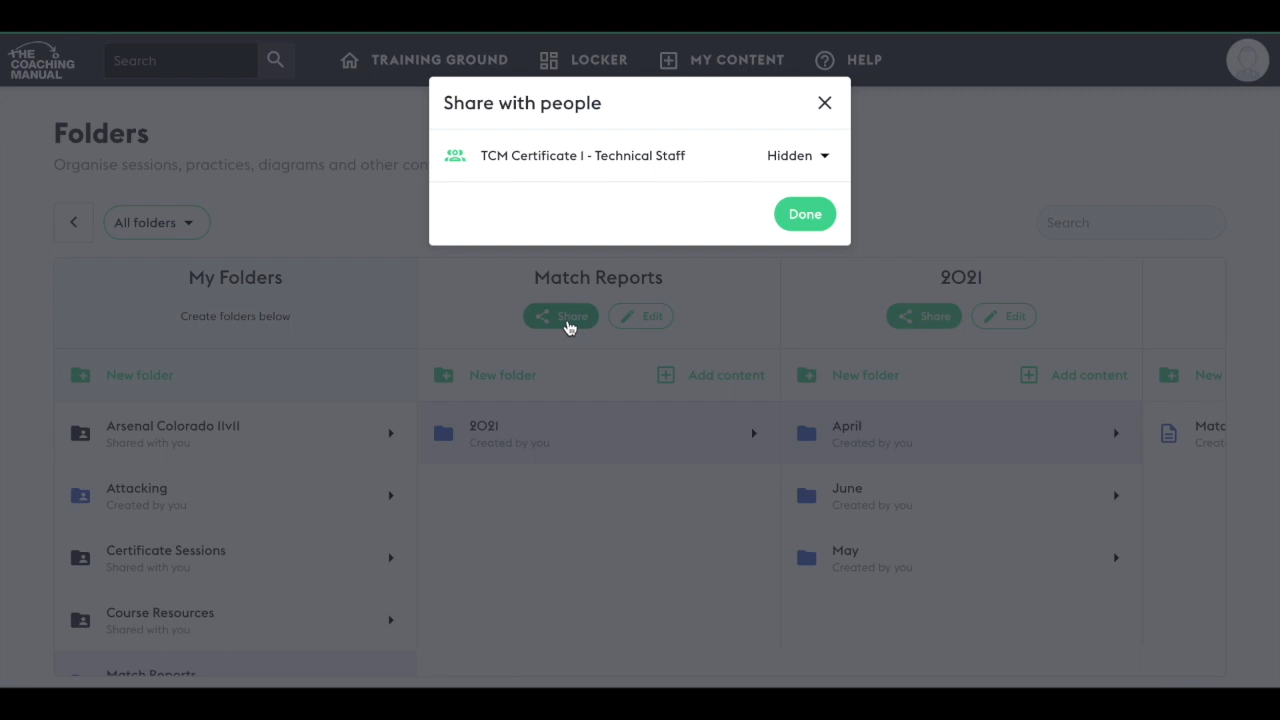 THE
COACHING
MANUAL
Search
TRAINING GROUND
LOCKER
MY CONTENT
HELP
Share with people
TCM Certificate I - Technical Staff
Hidden
Done
Folders
Organise sessions, practices, diagrams and other con
All folders
Search
My Folders
Create folders below
New folder
Arsenal Colorado 11v11
Shared with you
Attacking
Created by you
Certificate Sessions
Shared with you
Course Resources
Shared with you
Match Reports
Match Reports
Share
Edit
New folder
Add content
2021
Created by you
2021
Share
Edit
New folder
Add content
April
Created by you
June
Created by you
May
Created by you
New
Matc
Creat